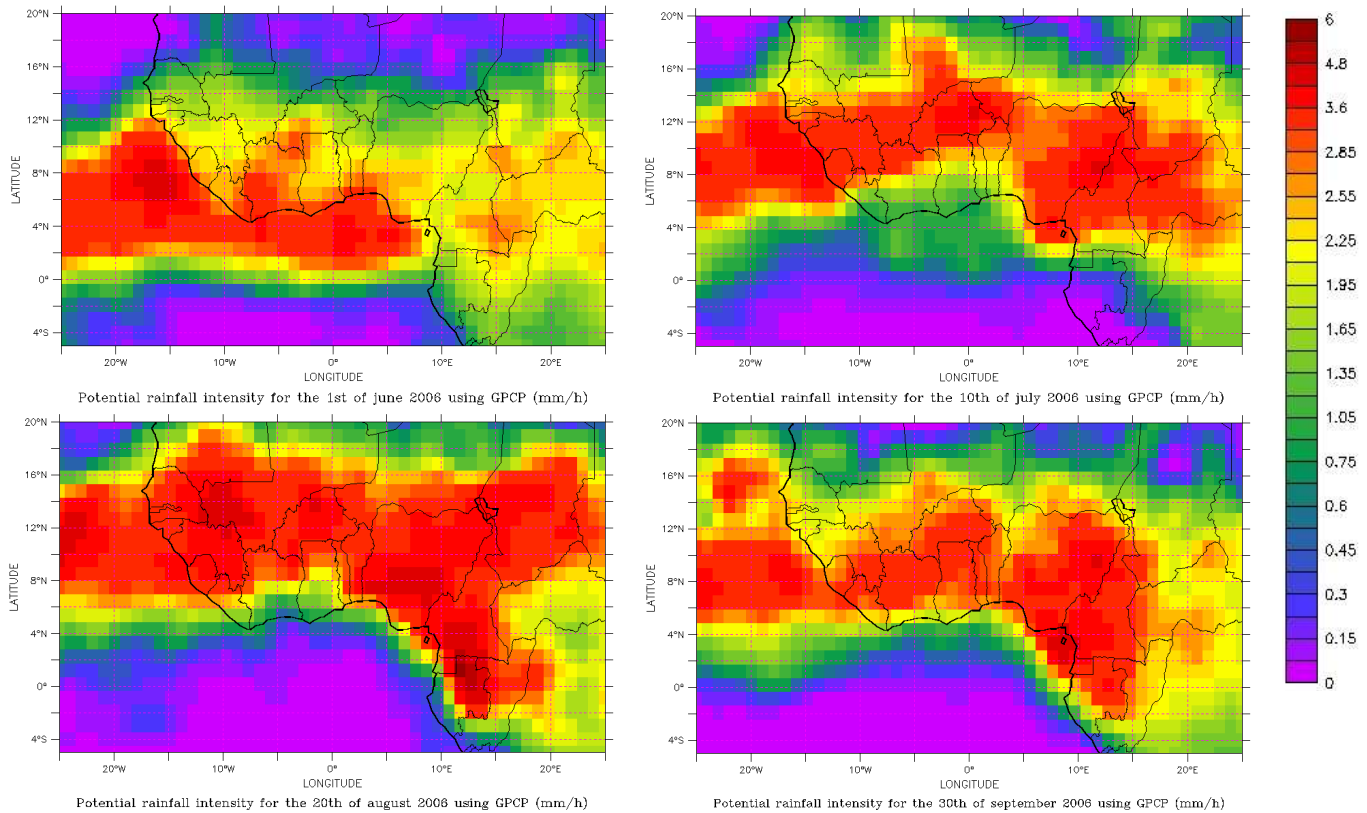 20°N
16°N
12°N
8°N
4°N
0°
4°S
LATITUDE
20°W
10°W
0°
10°E
20°E
LONGITUDE
Potential rainfall intensity for the 1st of june 2006 using GPCP (mm/h)
20°N
16°N
12°N
8°N
4°N
0°
4°S
LATITUDE
20°W
10°W
0°
10°E
20°E
LONGITUDE
Potential rainfall intensity for the 10th of july 2006 using GPCP (mm/h)
20°N
16°N
12°N
8°N
4°N
0°
4°S
LATITUDE
20°W
10°W
0°
10°E
20°E
LONGITUDE
Potential rainfall intensity for the 20th of august 2006 using GPCP (mm/h)
20°N
16°N
12°N
8°N
4°N
0°
4°S
LATITUDE
20°W
10°W
0°
10°E
20°E
LONGITUDE
Potential rainfall intensity for the 30th of september 2006 using GPCP (mm/h)
6
4.8
3.6
2.85
2.55
2.25
1.95
1.65
1.35
1.05
0.75
0.6
0.45
0.3
0.15
0